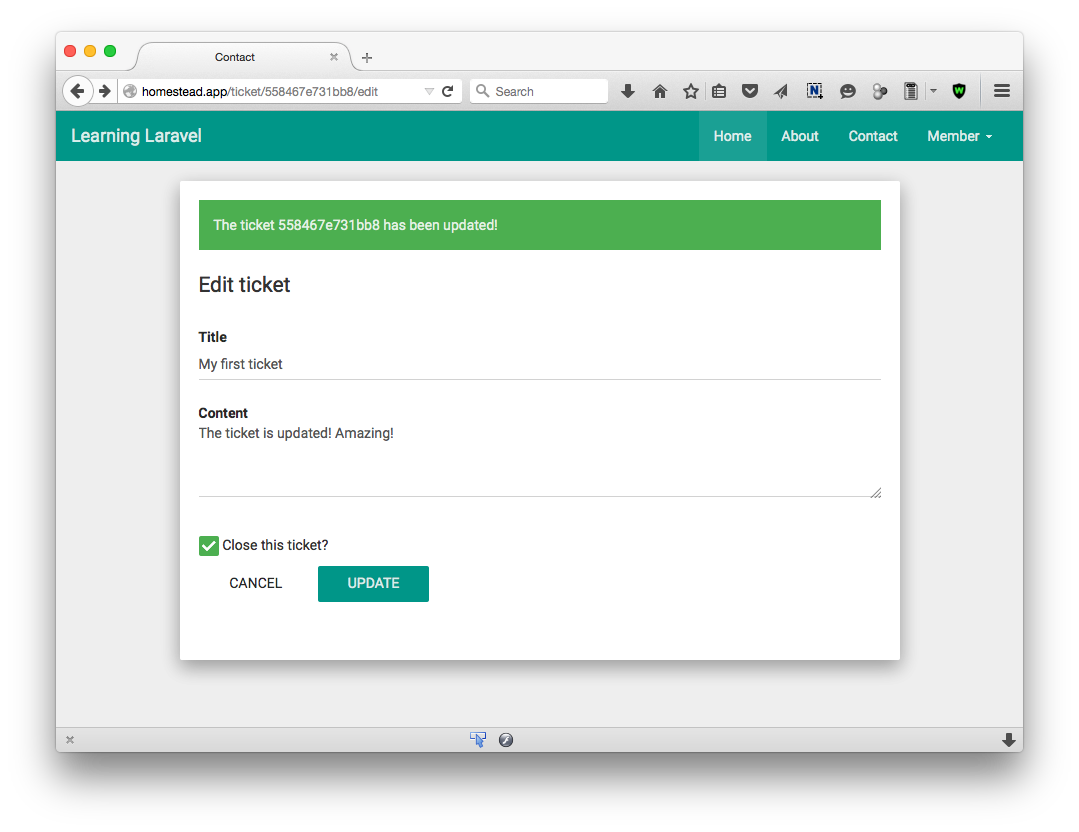 Contact
homestead.app/ticket/558467e731bb8/edit
Search
N
W
Learning Laravel
Home
About
Contact
Member
The ticket 558467e731bb8 has been updated!
Edit ticket
Title
My first ticket
Content
The ticket is updated! Amazing!
Close this ticket?
CANCEL
UPDATE